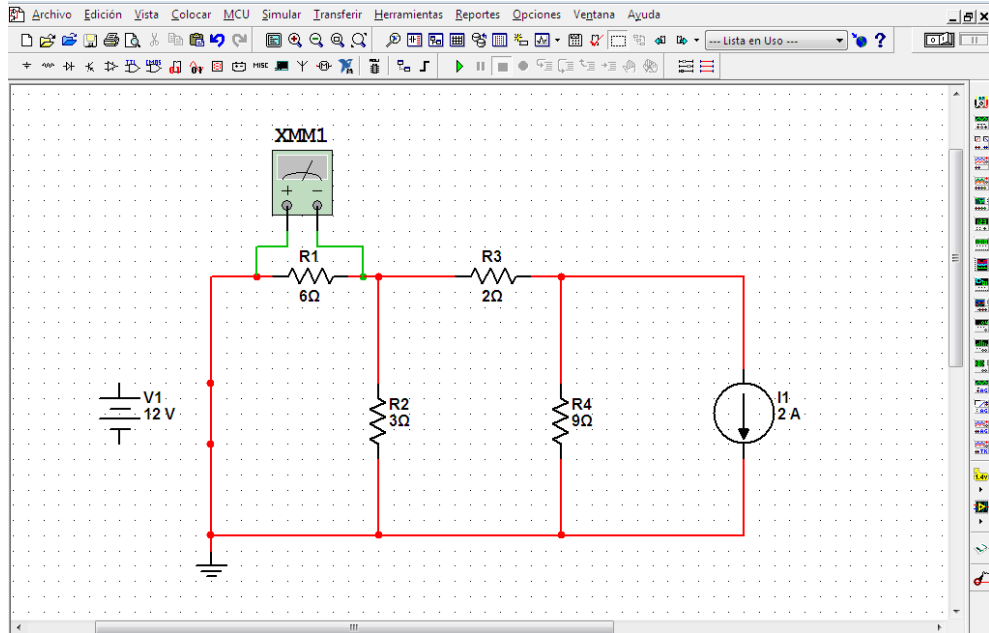 Archivo Edición Vista Colocar MCU Simular Transferir Herramientas Reportes Opciones Ventana Ayuda
--- Lista en Uso ---
MISC
XMM1
R1
6Ω
R3
2Ω
V1
12 V
R2
3Ω
R4
9Ω
I1
2 A